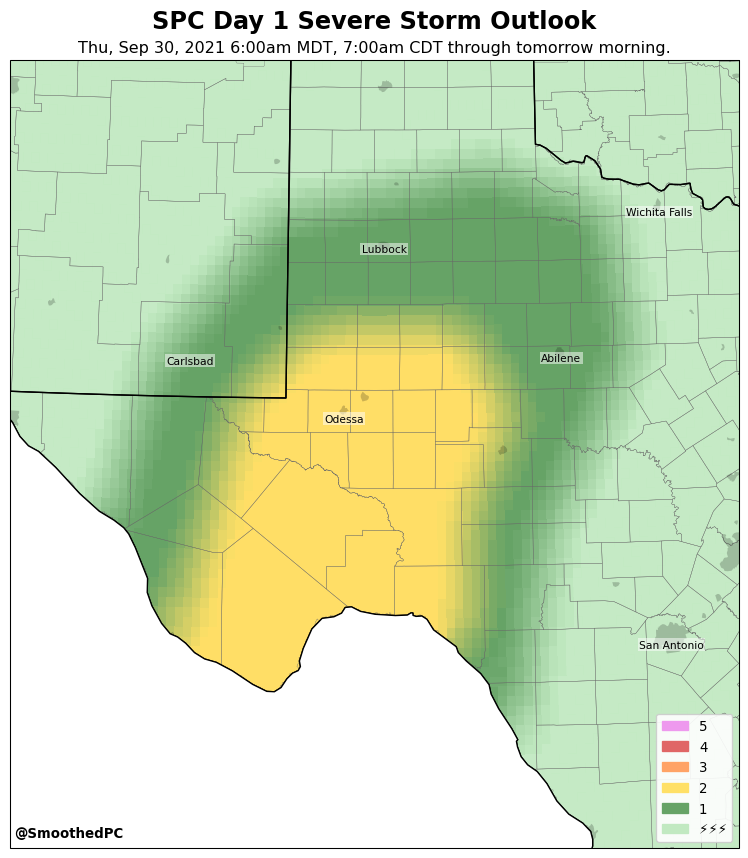 SPC Day 1 Severe Storm Outlook
Thu, Sep 30, 2021 6:00am MDT, 7:00am CDT through tomorrow morning.
Wichita Falls
Lubbock
Abilene
Carlsbad
Odessa
San Antonio
5
4
3
2
1
⚡⚡⚡
@SmoothedPC